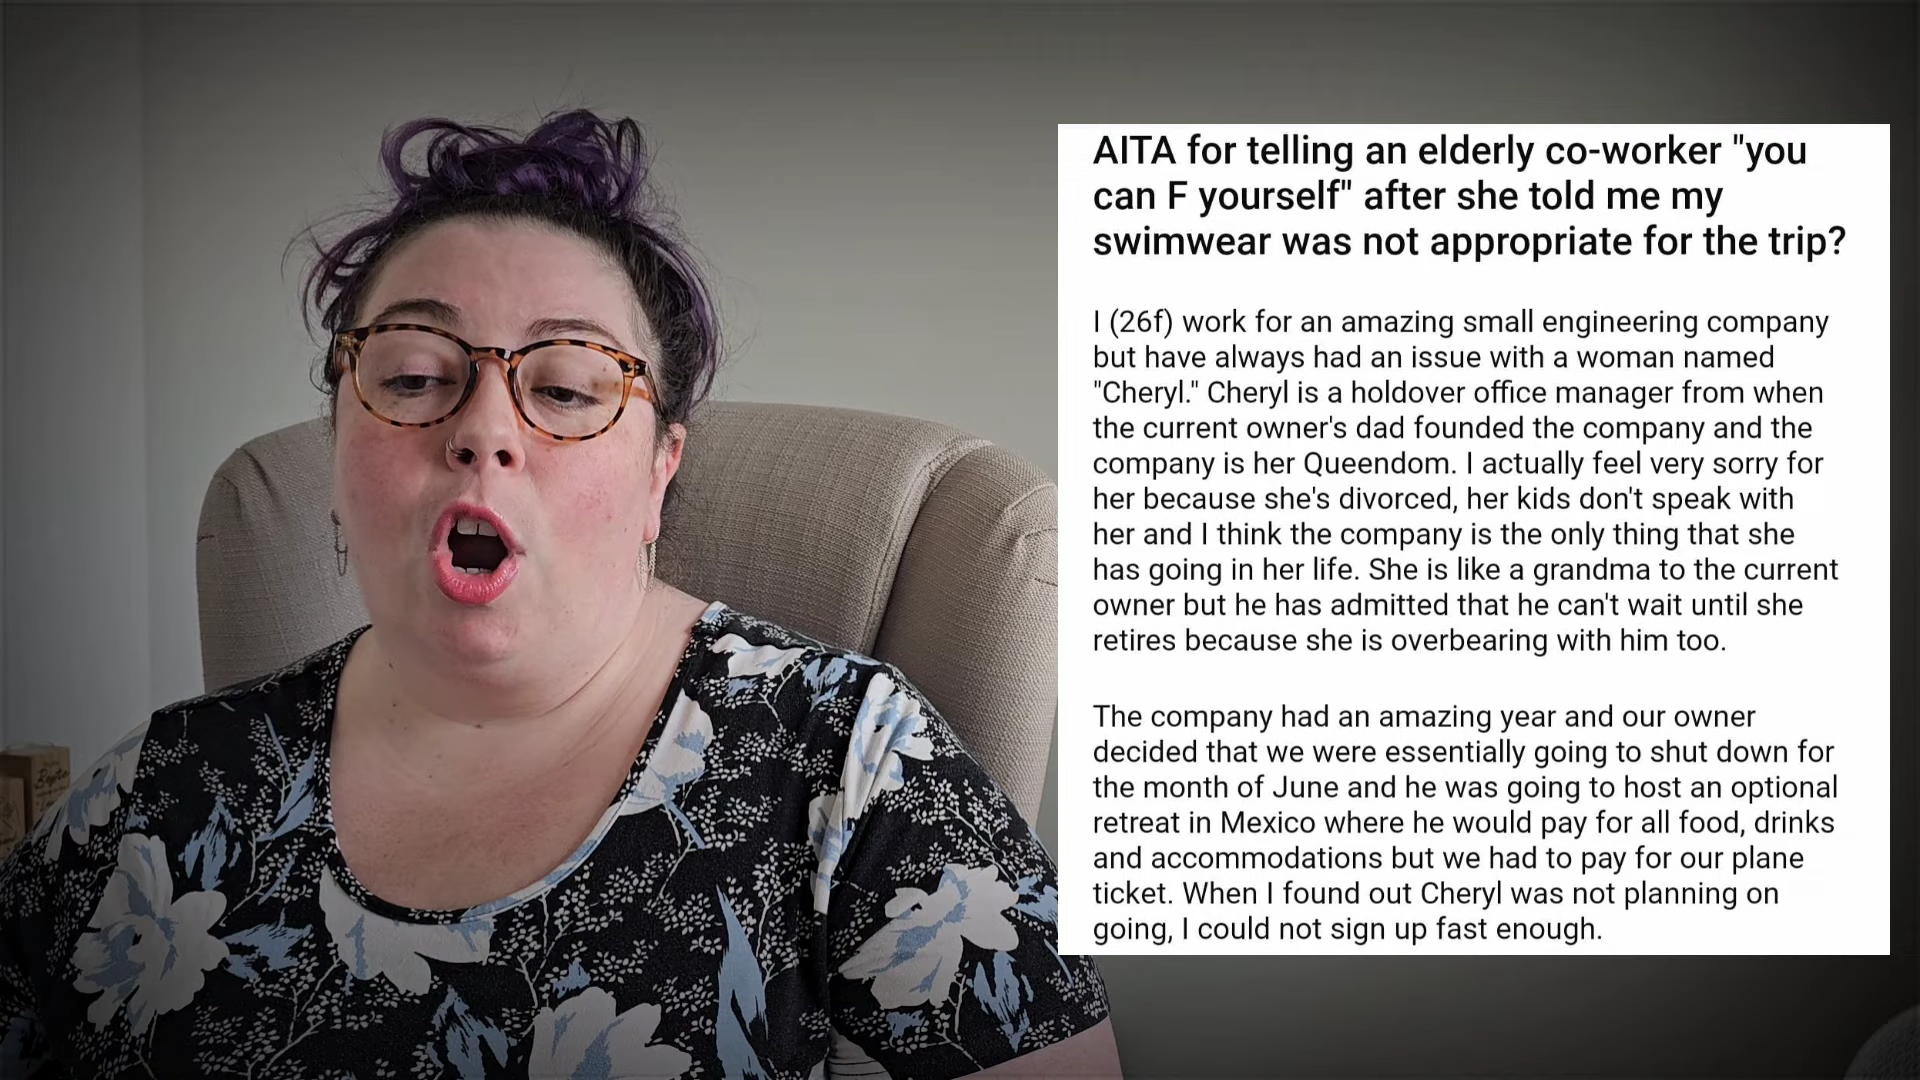 AITA for telling an elderly co-worker "you
can F yourself" after she told me my
swimwear was not appropriate for the trip?
I (26f) work for an amazing small engineering company
but have always had an issue with a woman named
"Cheryl." Cheryl is a holdover office manager from when
the current owner's dad founded the company and the
company is her Queendom. I actually feel very sorry for
her because she's divorced, her kids don't speak with
her and I think the company is the only thing that she
has going in her life. She is like a grandma to the current
owner but he has admitted that he can't wait until she
retires because she is overbearing with him too.
The company had an amazing year and our owner
decided that we were essentially going to shut down for
the month of June and he was going to host an optional
retreat in Mexico where he would pay for all food, drinks
and accommodations but we had to pay for our plane
ticket. When I found out Cheryl was not planning on
going, I could not sign up fast enough.